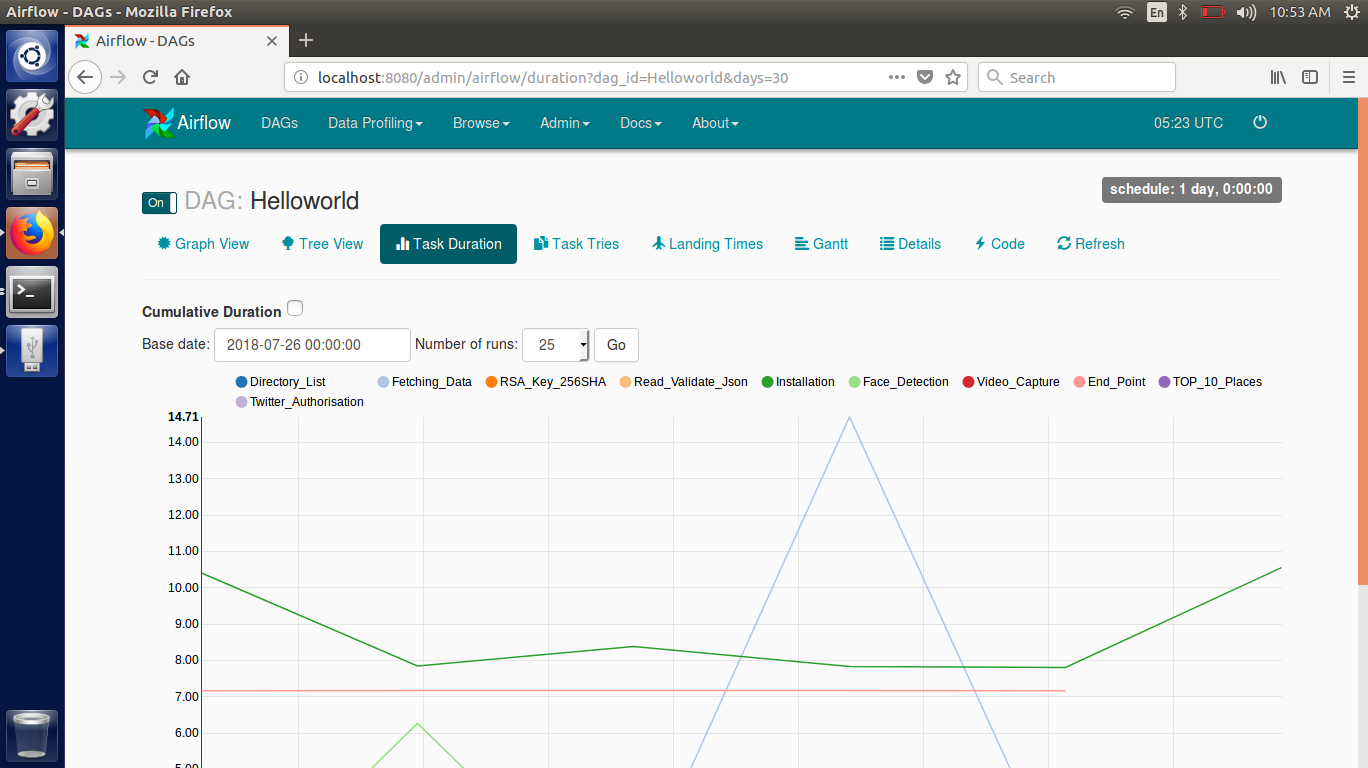 Airflow - DAGs - Mozilla Firefox En 10:53 AM
Airflow - DAGs
localhost:8080/admin/airflow/duration?dag_id=Helloworld&days=30 Search
Airflow DAGs Data Profiling Browse Admin Docs About 05:23 UTC
schedule: 1 day, 0:00:00
On DAG: Helloworld
Graph View Tree View Task Duration Task Tries Landing Times Gantt Details Code Refresh
Cumulative Duration
Base date: 2018-07-26 00:00:00 Number of runs: 25 Go
Directory_List Fetching_Data RSA_Key_256SHA Read_Validate_Json Installation Face_Detection Video_Capture End_Point TOP_10_Places
Twitter_Authorisation
14.71
14.00
13.00
12.00
11.00
10.00
9.00
8.00
7.00
6.00
5.00